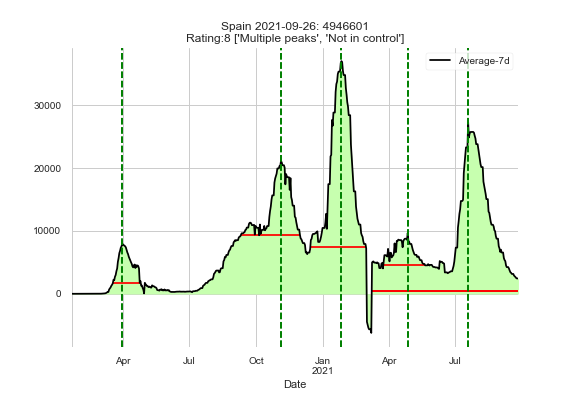 Spain 2021-09-26: 4946601
Rating:8 ['Multiple peaks', 'Not in control']
Average-7d
30000
20000
10000
0
Apr
Jul
Oct
Jan
2021
Apr
Jul
Date